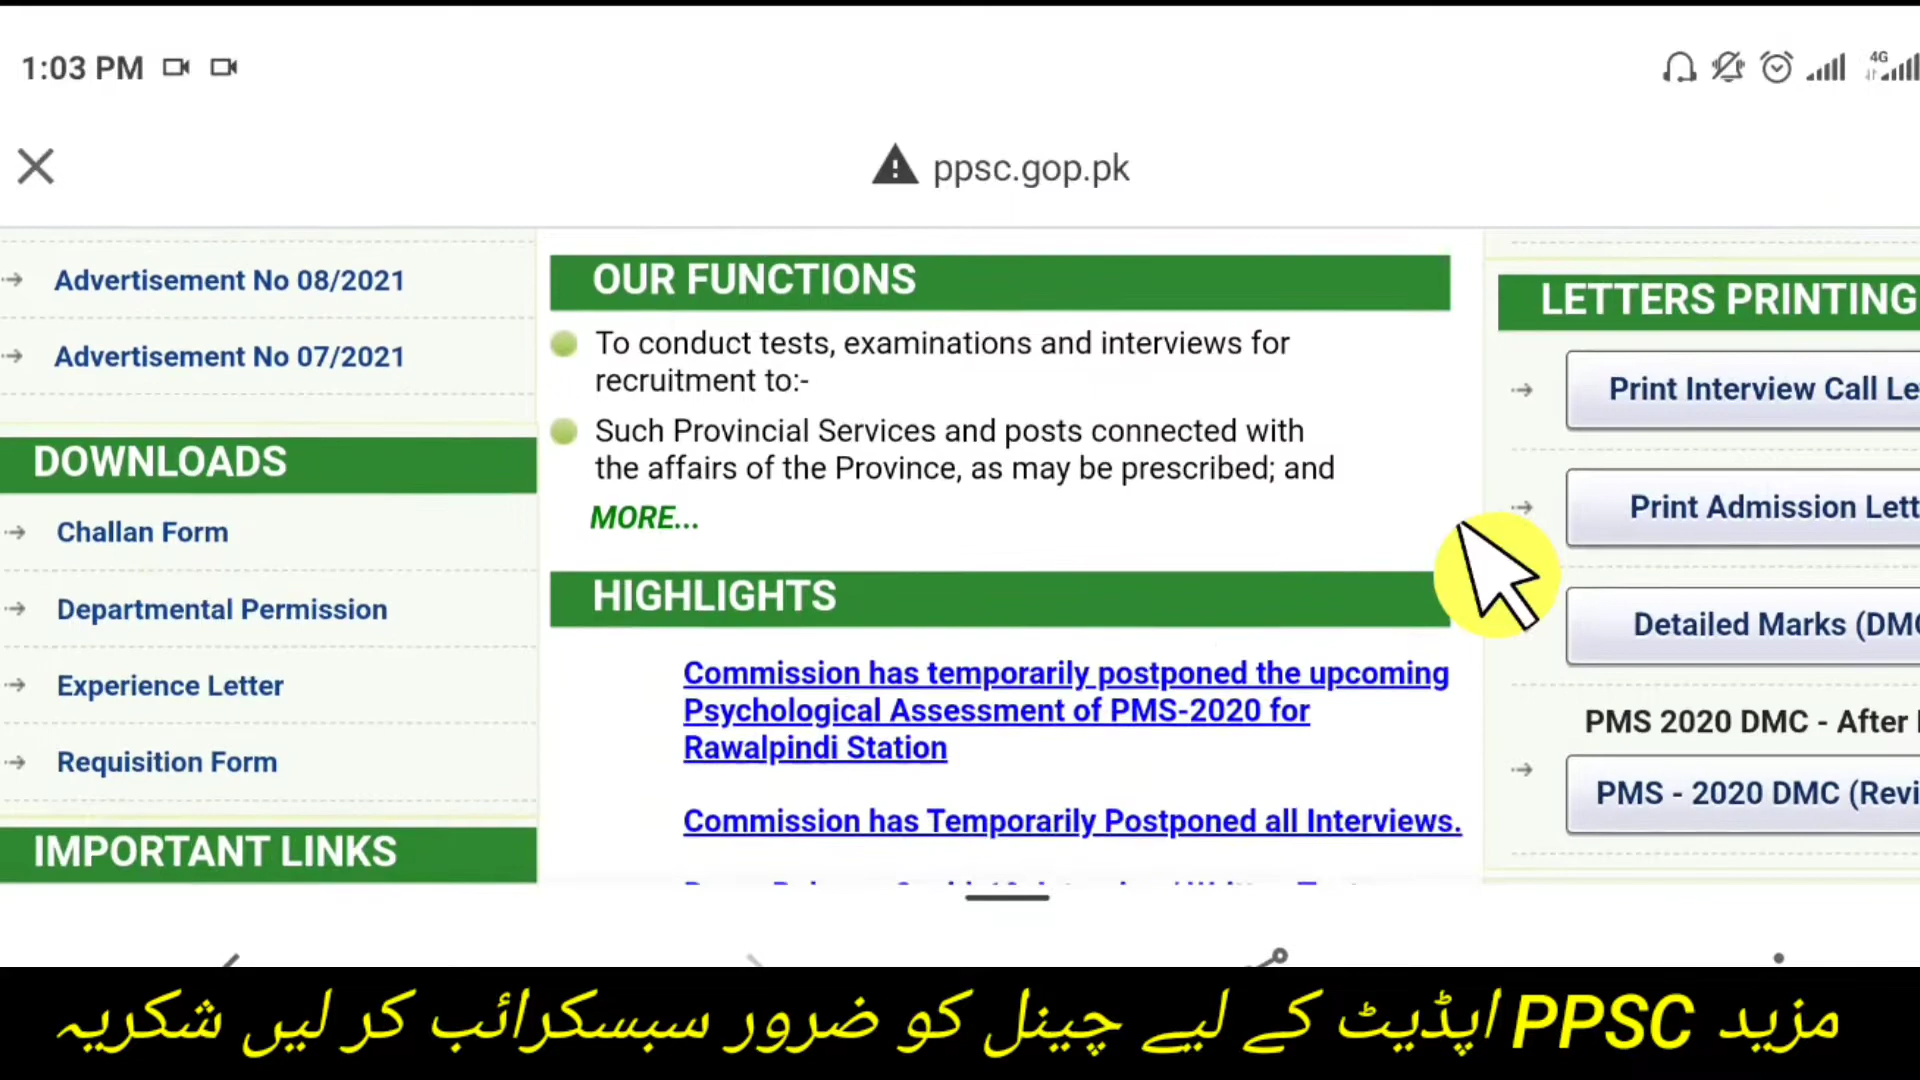 1:03 PM
4G
ppsc.gop.pk
Advertisement No 08/2021
Advertisement No 07/2021
DOWNLOADS
Challan Form
Departmental Permission
Experience Letter
Requisition Form
IMPORTANT LINKS
OUR FUNCTIONS
To conduct tests, examinations and interviews for
recruitment to:-
Such Provincial Services and posts connected with
the affairs of the Province, as may be prescribed; and
MORE...
HIGHLIGHTS
Commission has temporarily postponed the upcoming
Psychological Assessment of PMS-2020 for
Rawalpindi Station
Commission has Temporarily Postponed all Interviews.
LETTERS PRINTING
Print Interview Call Le
Print Admission Lett
Detailed Marks (DMC
PMS 2020 DMC - After
PMS - 2020 DMC (Revi
مزید PPSC اپڈیٹ کے لیے چینل کو ضرور سبسکرائب کر لیں شکریہ